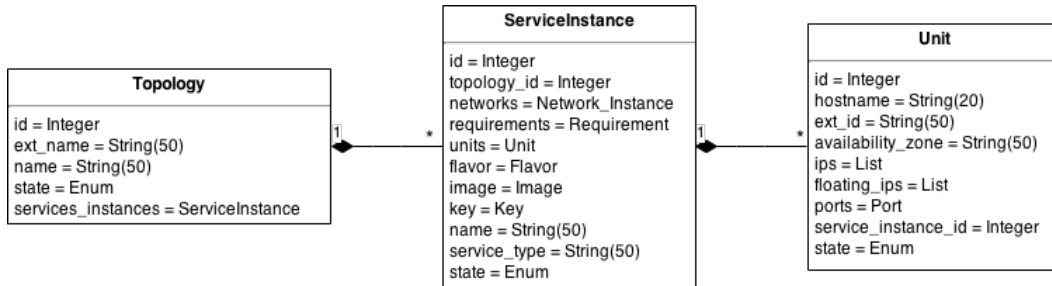 Topology
id = Integer
ext_name = String(50)
name = String(50)
state = Enum
services_instances = ServiceInstance
1
*
ServiceInstance
id = Integer
topology_id = Integer
networks = Network_Instance
requirements = Requirement
units = Unit
flavor = Flavor
image = Image
key = Key
name = String(50)
service_type = String(50)
state = Enum
1
*
Unit
id = Integer
hostname = String(20)
ext_id = String(50)
availability_zone = String(50)
ips = List
floating_ips = List
ports = Port
service_instance_id = Integer
state = Enum